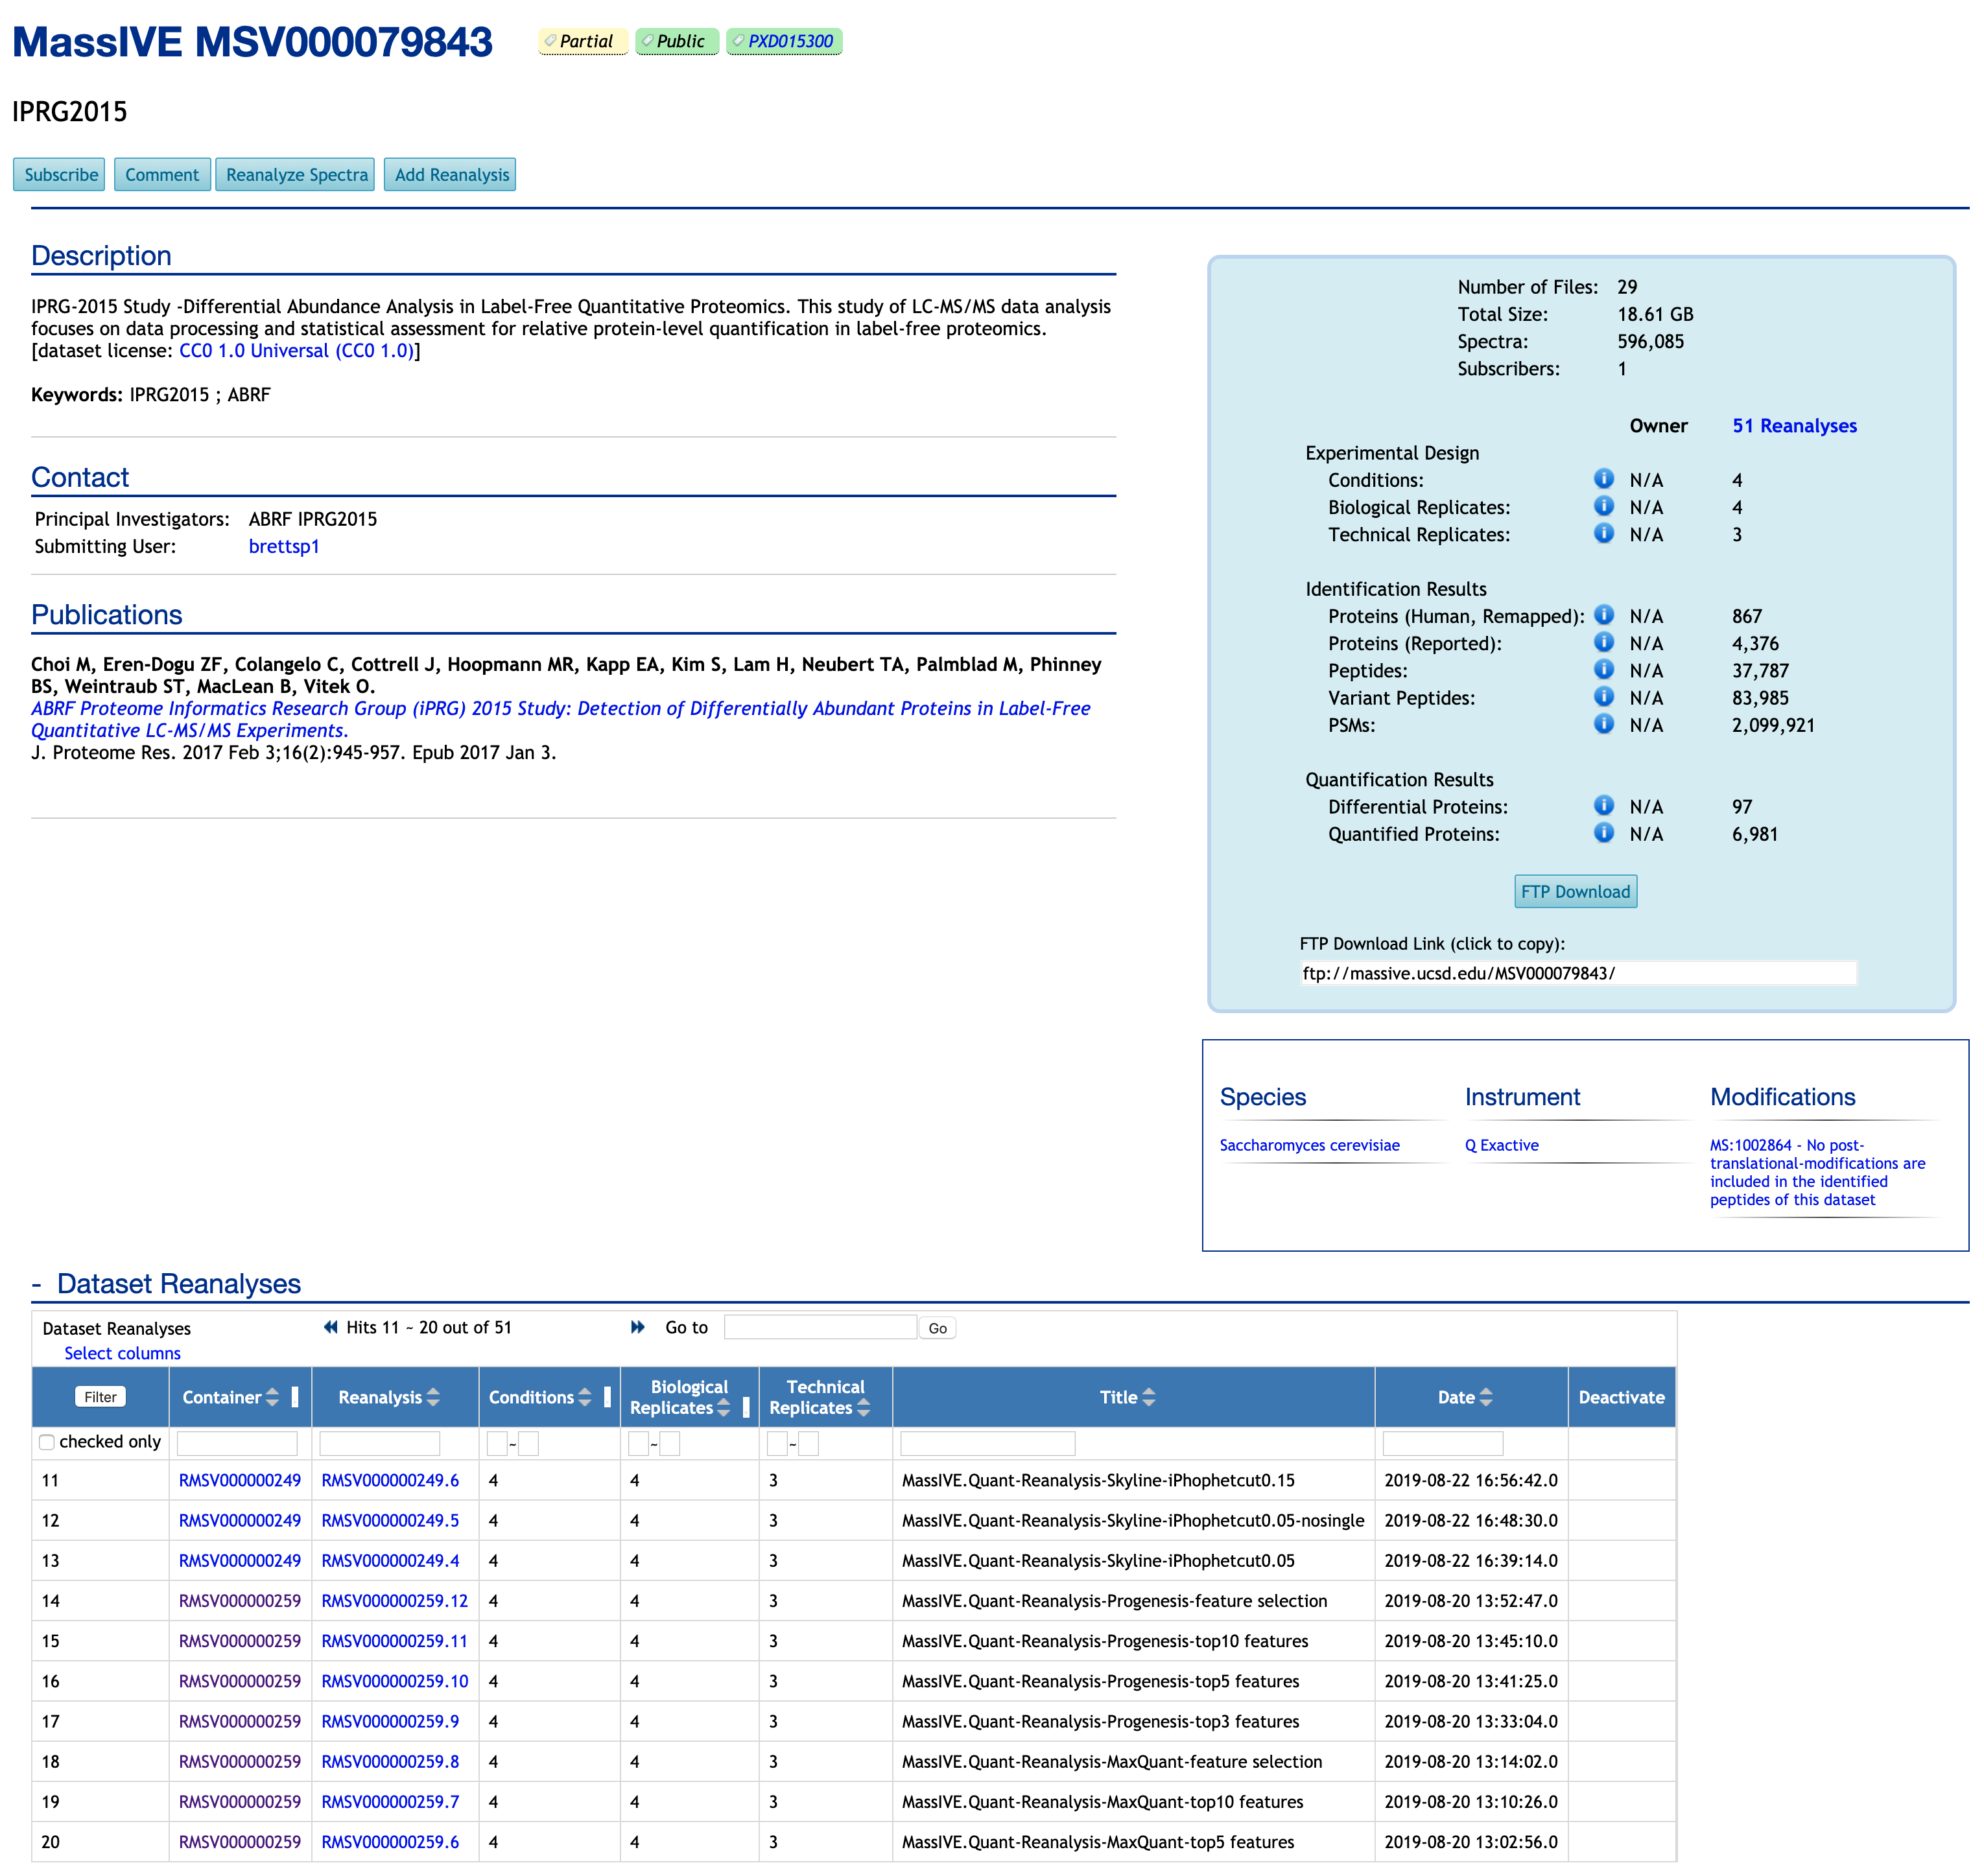 MassIVE MSV000079843 Partial Public PXD015300
IPRG2015
Subscribe Comment Reanalyze Spectra Add Reanalysis
Description
IPRG-2015 Study -Differential Abundance Analysis in Label-Free Quantitative Proteomics. This study of LC-MS/MS data analysis
focuses on data processing and statistical assessment for relative protein-level quantification in label-free proteomics.
[dataset license: CC0 1.0 Universal (CC0 1.0)]
Keywords: IPRG2015 ; ABRF
Contact
Principal Investigators: ABRF IPRG2015
Submitting User: brettsp1
Publications
Choi M, Eren-Dogu ZF, Colangelo C, Cottrell J, Hoopmann MR, Kapp EA, Kim S, Lam H, Neubert TA, Palmblad M, Phinney
BS, Weintraub ST, MacLean B, Vitek O.
ABRF Proteome Informatics Research Group (iPRG) 2015 Study: Detection of Differentially Abundant Proteins in Label-Free
Quantitative LC-MS/MS Experiments.
J. Proteome Res. 2017 Feb 3;16(2):945-957. Epub 2017 Jan 3.
Number of Files: 29
Total Size: 18.61 GB
Spectra: 596,085
Subscribers: 1
Owner 51 Reanalyses
Experimental Design
Conditions: N/A 4
Biological Replicates: N/A 4
Technical Replicates: N/A 3
Identification Results
Proteins (Human, Remapped): N/A 867
Proteins (Reported): N/A 4,376
Peptides: N/A 37,787
Variant Peptides: N/A 83,985
PSMs: N/A 2,099,921
Quantification Results
Differential Proteins: N/A 97
Quantified Proteins: N/A 6,981
FTP Download
FTP Download Link (click to copy):
ftp://massive.ucsd.edu/MSV000079843/
Species Instrument Modifications
Saccharomyces cerevisiae Q Exactive MS:1002864 - No post-
translational-modifications are
included in the identified
peptides of this dataset
- Dataset Reanalyses
Dataset Reanalyses Hits 11 ~ 20 out of 51 Go to Go
Select columns
Filter Container Reanalysis Conditions Biological Replicates Technical Replicates Title Date Deactivate
checked only ~ ~ ~
11 RMSV000000249 RMSV000000249.6 4 4 3 MassIVE.Quant-Reanalysis-Skyline-iPhophetcut0.15 2019-08-22 16:56:42.0
12 RMSV000000249 RMSV000000249.5 4 4 3 MassIVE.Quant-Reanalysis-Skyline-iPhophetcut0.05-nosingle 2019-08-22 16:48:30.0
13 RMSV000000249 RMSV000000249.4 4 4 3 MassIVE.Quant-Reanalysis-Skyline-iPhophetcut0.05 2019-08-22 16:39:14.0
14 RMSV000000259 RMSV000000259.12 4 4 3 MassIVE.Quant-Reanalysis-Progenesis-feature selection 2019-08-20 13:52:47.0
15 RMSV000000259 RMSV000000259.11 4 4 3 MassIVE.Quant-Reanalysis-Progenesis-top10 features 2019-08-20 13:45:10.0
16 RMSV000000259 RMSV000000259.10 4 4 3 MassIVE.Quant-Reanalysis-Progenesis-top5 features 2019-08-20 13:41:25.0
17 RMSV000000259 RMSV000000259.9 4 4 3 MassIVE.Quant-Reanalysis-Progenesis-top3 features 2019-08-20 13:33:04.0
18 RMSV000000259 RMSV000000259.8 4 4 3 MassIVE.Quant-Reanalysis-MaxQuant-feature selection 2019-08-20 13:14:02.0
19 RMSV000000259 RMSV000000259.7 4 4 3 MassIVE.Quant-Reanalysis-MaxQuant-top10 features 2019-08-20 13:10:26.0
20 RMSV000000259 RMSV000000259.6 4 4 3 MassIVE.Quant-Reanalysis-MaxQuant-top5 features 2019-08-20 13:02:56.0